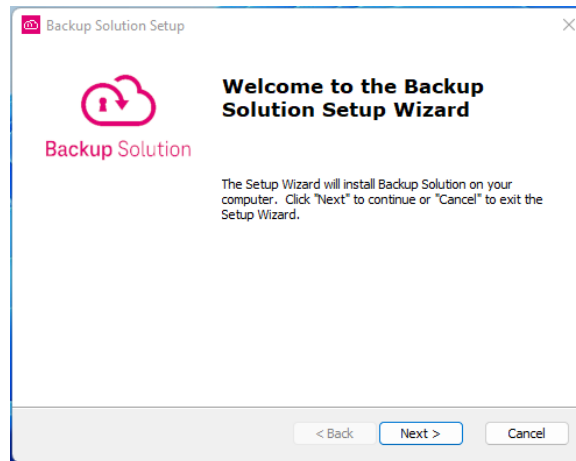 Backup Solution Setup
Backup Solution
Welcome to the Backup
Solution Setup Wizard
The Setup Wizard will install Backup Solution on your
computer. Click "Next" to continue or "Cancel" to exit the
Setup Wizard.
< Back
Next >
Cancel